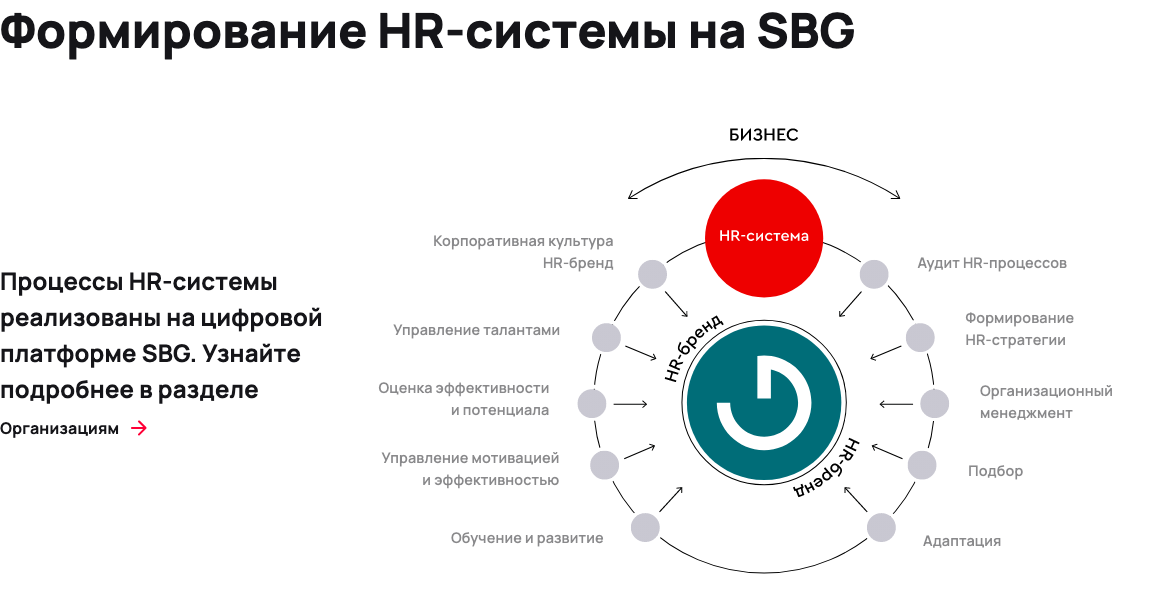 Формирование HR-системы на SBG
Процессы HR-системы
реализованы на цифровой
платформе SBG. Узнайте
подробнее в разделе
Организациям
БИЗНЕС
HR-система
Корпоративная культура
HR-бренд
Управление талантами
Оценка эффективности
и потенциала
Управление мотивацией
и эффективностью
Обучение и развитие
HR-бренд
HR-бренд
Аудит HR-процессов
Формирование
HR-стратегии
Организационный
менеджмент
Подбор
Адаптация